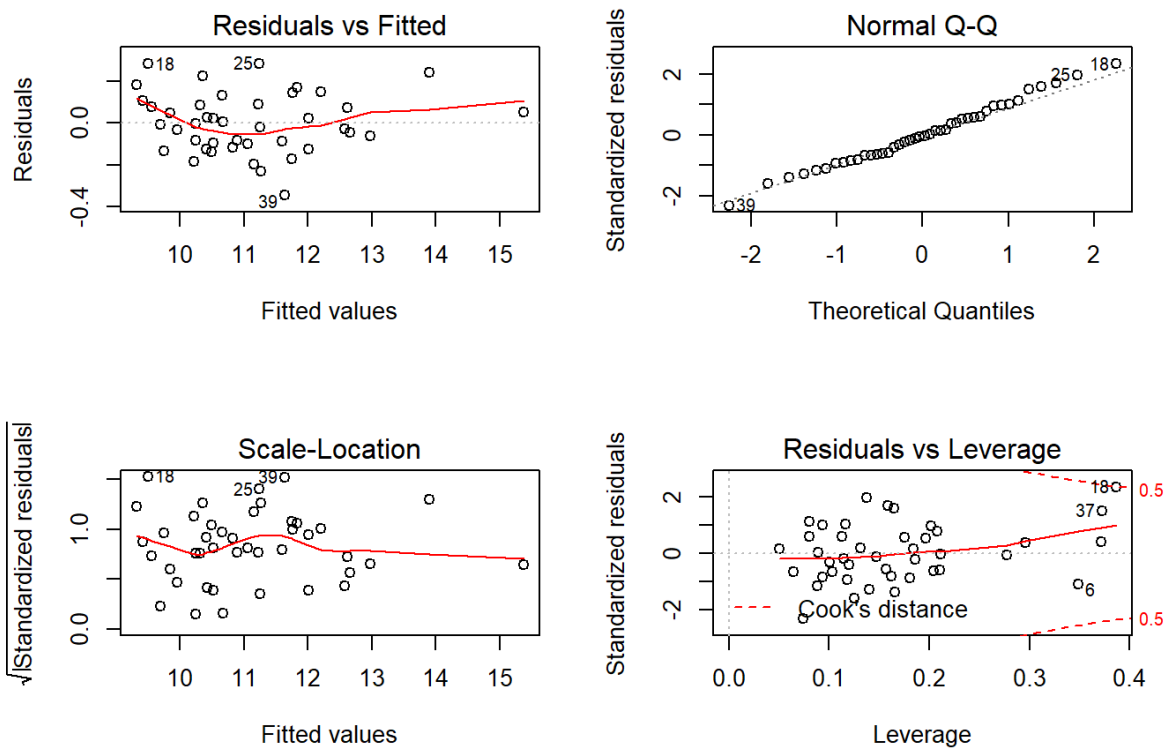 Residuals vs Fitted
Residuals
0.0
-0.4
18
25
39
10 11 12 13 14 15
Fitted values
Normal Q-Q
Standardized residuals
2
0
-2
18
25
39
-2 -1 0 1 2
Theoretical Quantiles
Scale-Location
√|Standardized residuals|
1.0
0.0
18
39
25
10 11 12 13 14 15
Fitted values
Residuals vs Leverage
Standardized residuals
2
0
-2
18
37
6
0.5
0.5
Cook's distance
0.0 0.1 0.2 0.3 0.4
Leverage